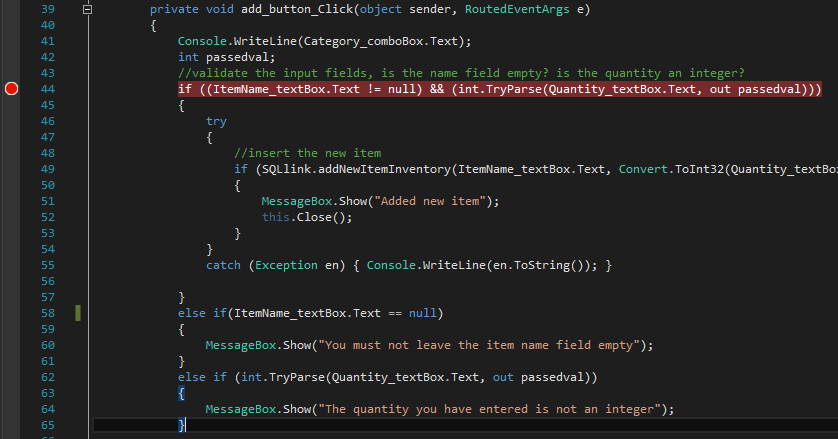 39 private void add_button_Click(object sender, RoutedEventArgs e)
40 {
41 Console.WriteLine(Category_comboBox.Text);
42 int passedval;
43 //validate the input fields, is the name field empty? is the quantity an integer?
44 if ((ItemName_textBox.Text != null) && (int.TryParse(Quantity_textBox.Text, out passedval)))
45 {
46 try
47 {
48 //insert the new item
49 if (SQLlink.addNewItemInventory(ItemName_textBox.Text, Convert.ToInt32(Quantity_textBo
50 {
51 MessageBox.Show("Added new item");
52 this.Close();
53 }
54 }
55 catch (Exception en) { Console.WriteLine(en.ToString()); }
56
57 }
58 else if(ItemName_textBox.Text == null)
59 {
60 MessageBox.Show("You must not leave the item name field empty");
61 }
62 else if (int.TryParse(Quantity_textBox.Text, out passedval))
63 {
64 MessageBox.Show("The quantity you have entered is not an integer");
65 }